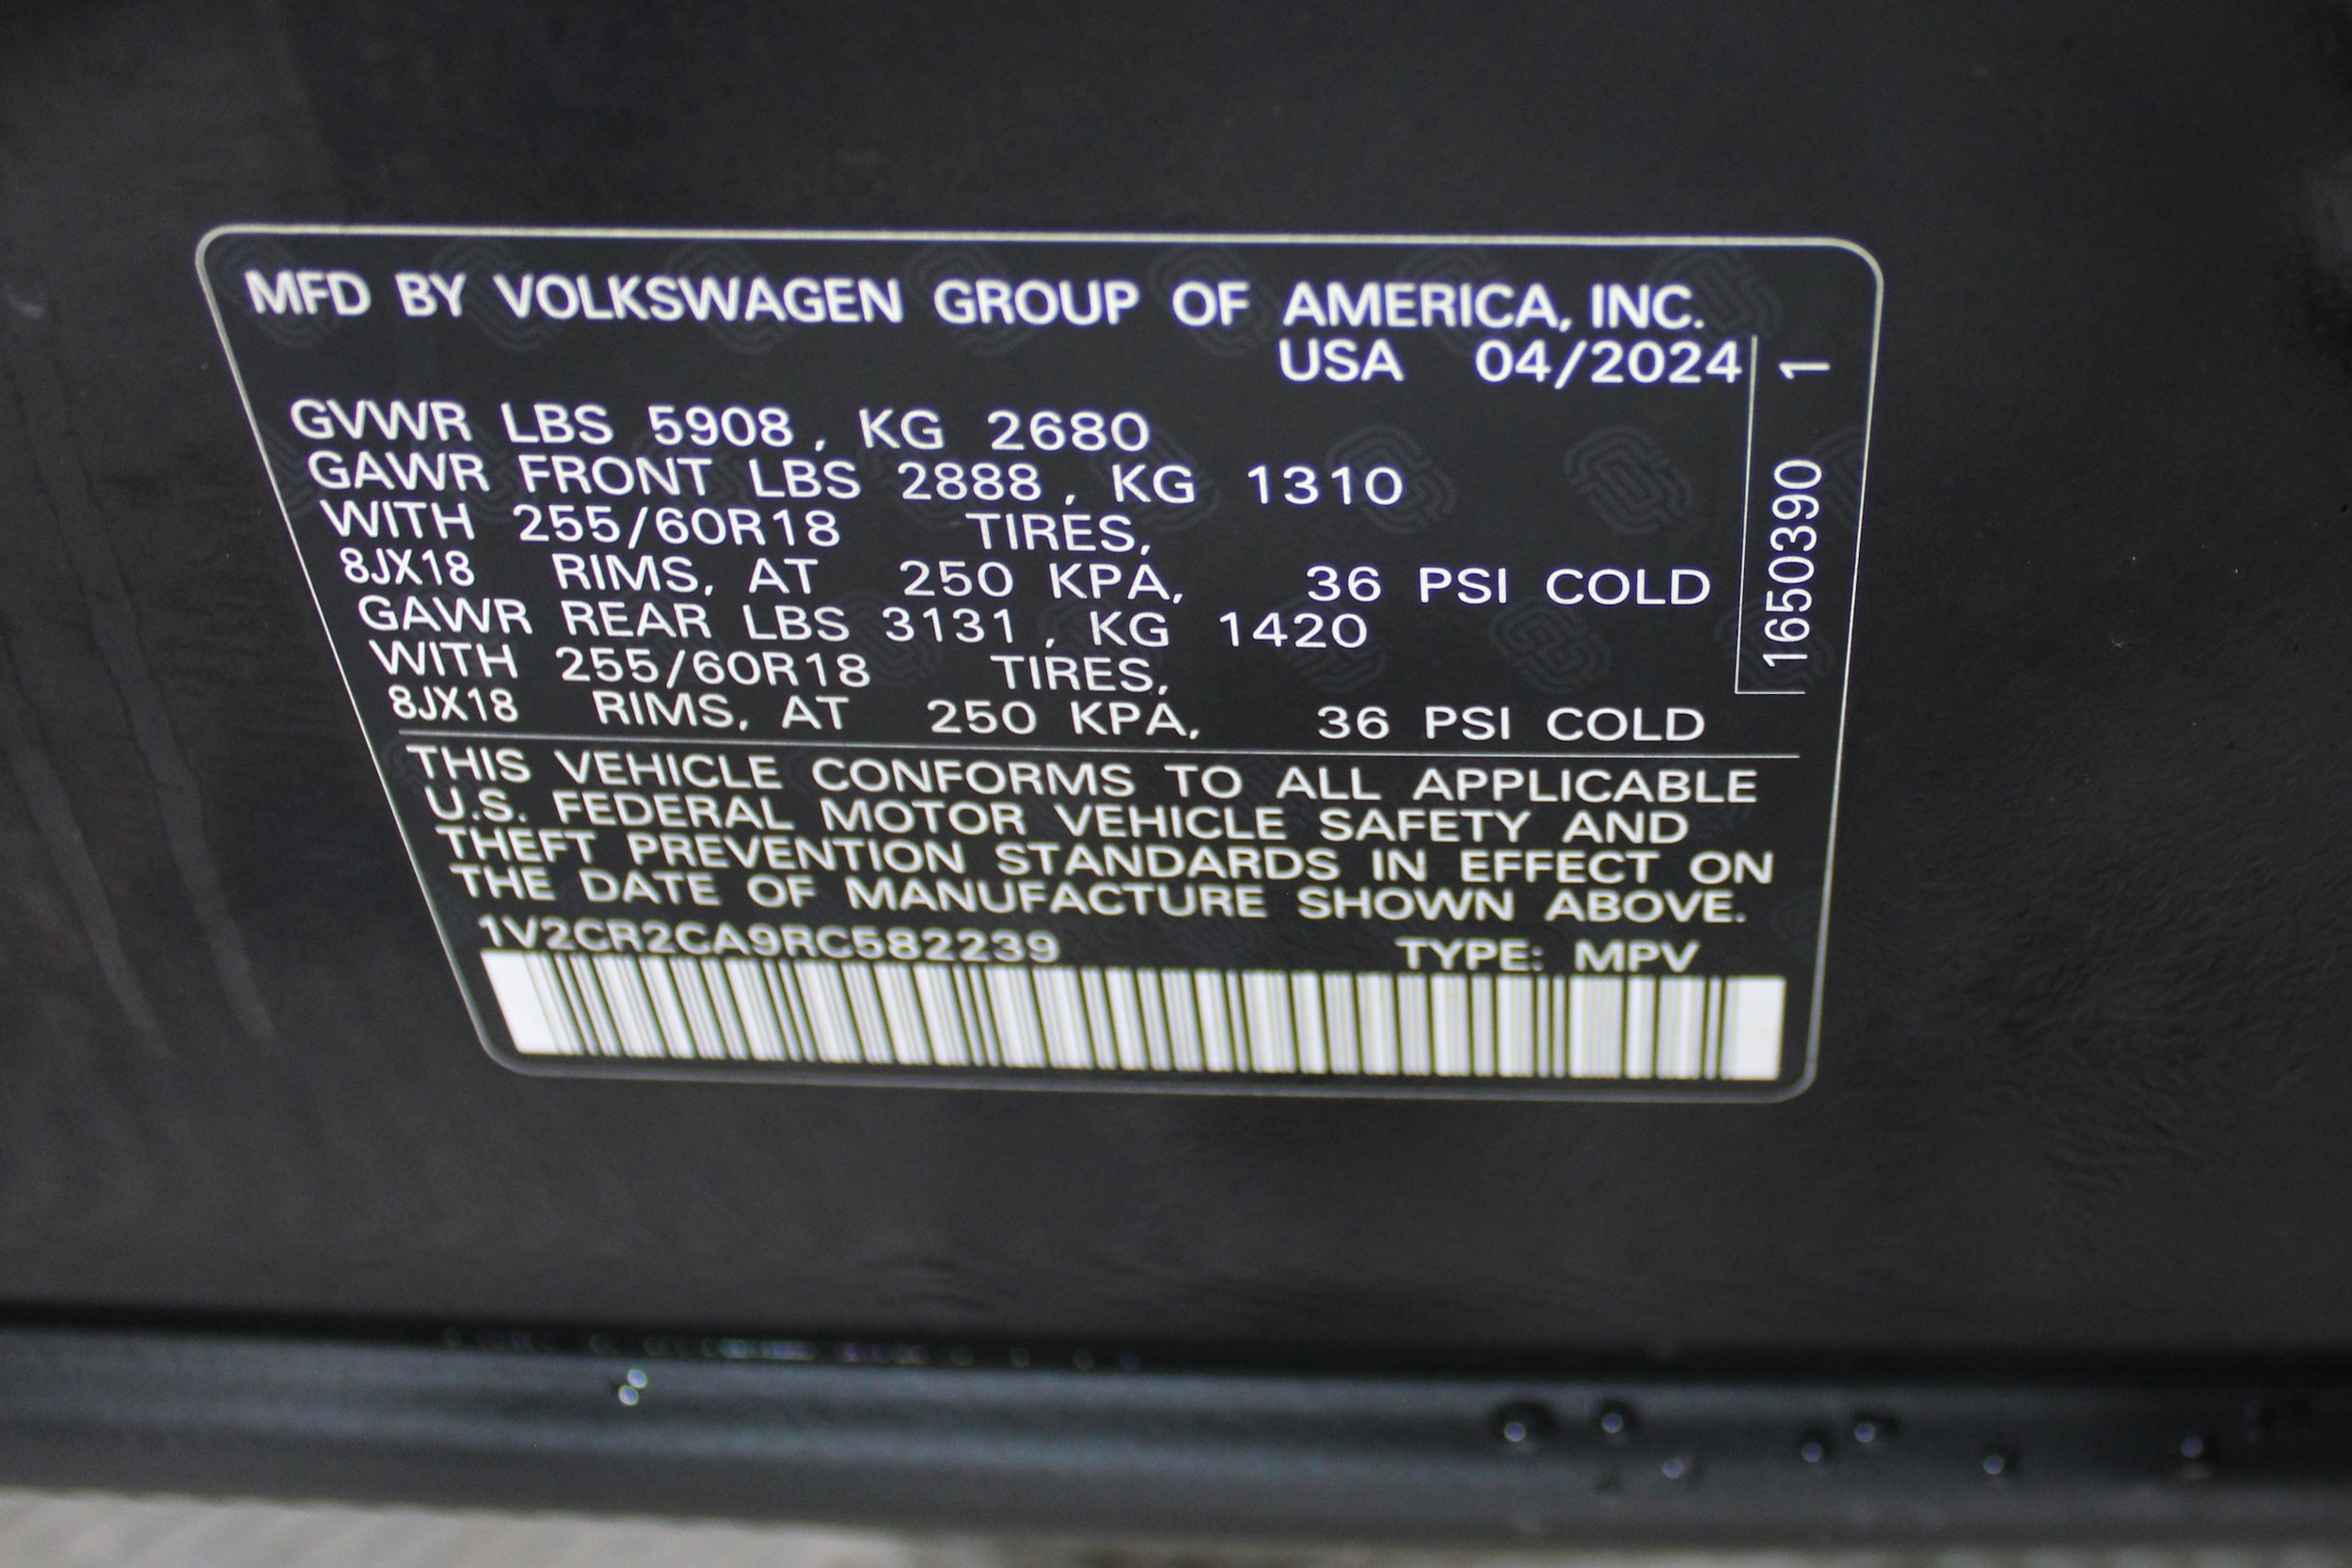 MFD BY VOLKSWAGEN GROUP OF AMERICA, INC.
USA 04/2024
GVWR LBS 5908, KG 2680
GAWR FRONT LBS 2888, KG 1310
WITH 255/60R18 TIRES,
8JX18 RIMS, AT 250 KPA, 36 PSI COLD
GAWR REAR LBS 3131, KG 1420
WITH 255/60R18 TIRES,
8JX18 RIMS, AT 250 KPA, 36 PSI COLD
1650390 1
THIS VEHICLE CONFORMS TO ALL APPLICABLE
U.S. FEDERAL MOTOR VEHICLE SAFETY AND
THEFT PREVENTION STANDARDS IN EFFECT ON
THE DATE OF MANUFACTURE SHOWN ABOVE.
1V2CR2CA9RC582239 TYPE: MPV